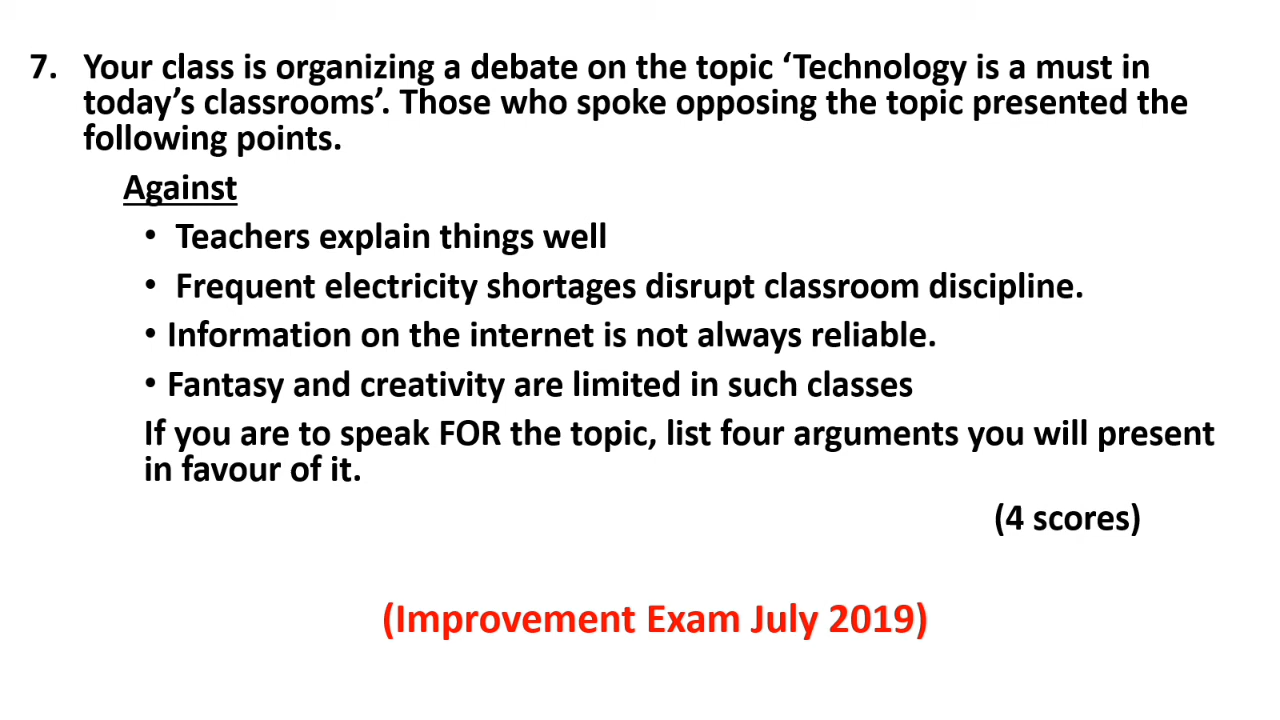 7. Your class is organizing a debate on the topic ‘Technology is a must in
today’s classrooms’. Those who spoke opposing the topic presented the
following points.
Against
• Teachers explain things well
• Frequent electricity shortages disrupt classroom discipline.
• Information on the internet is not always reliable.
• Fantasy and creativity are limited in such classes
If you are to speak FOR the topic, list four arguments you will present
in favour of it.
(4 scores)
(Improvement Exam July 2019)